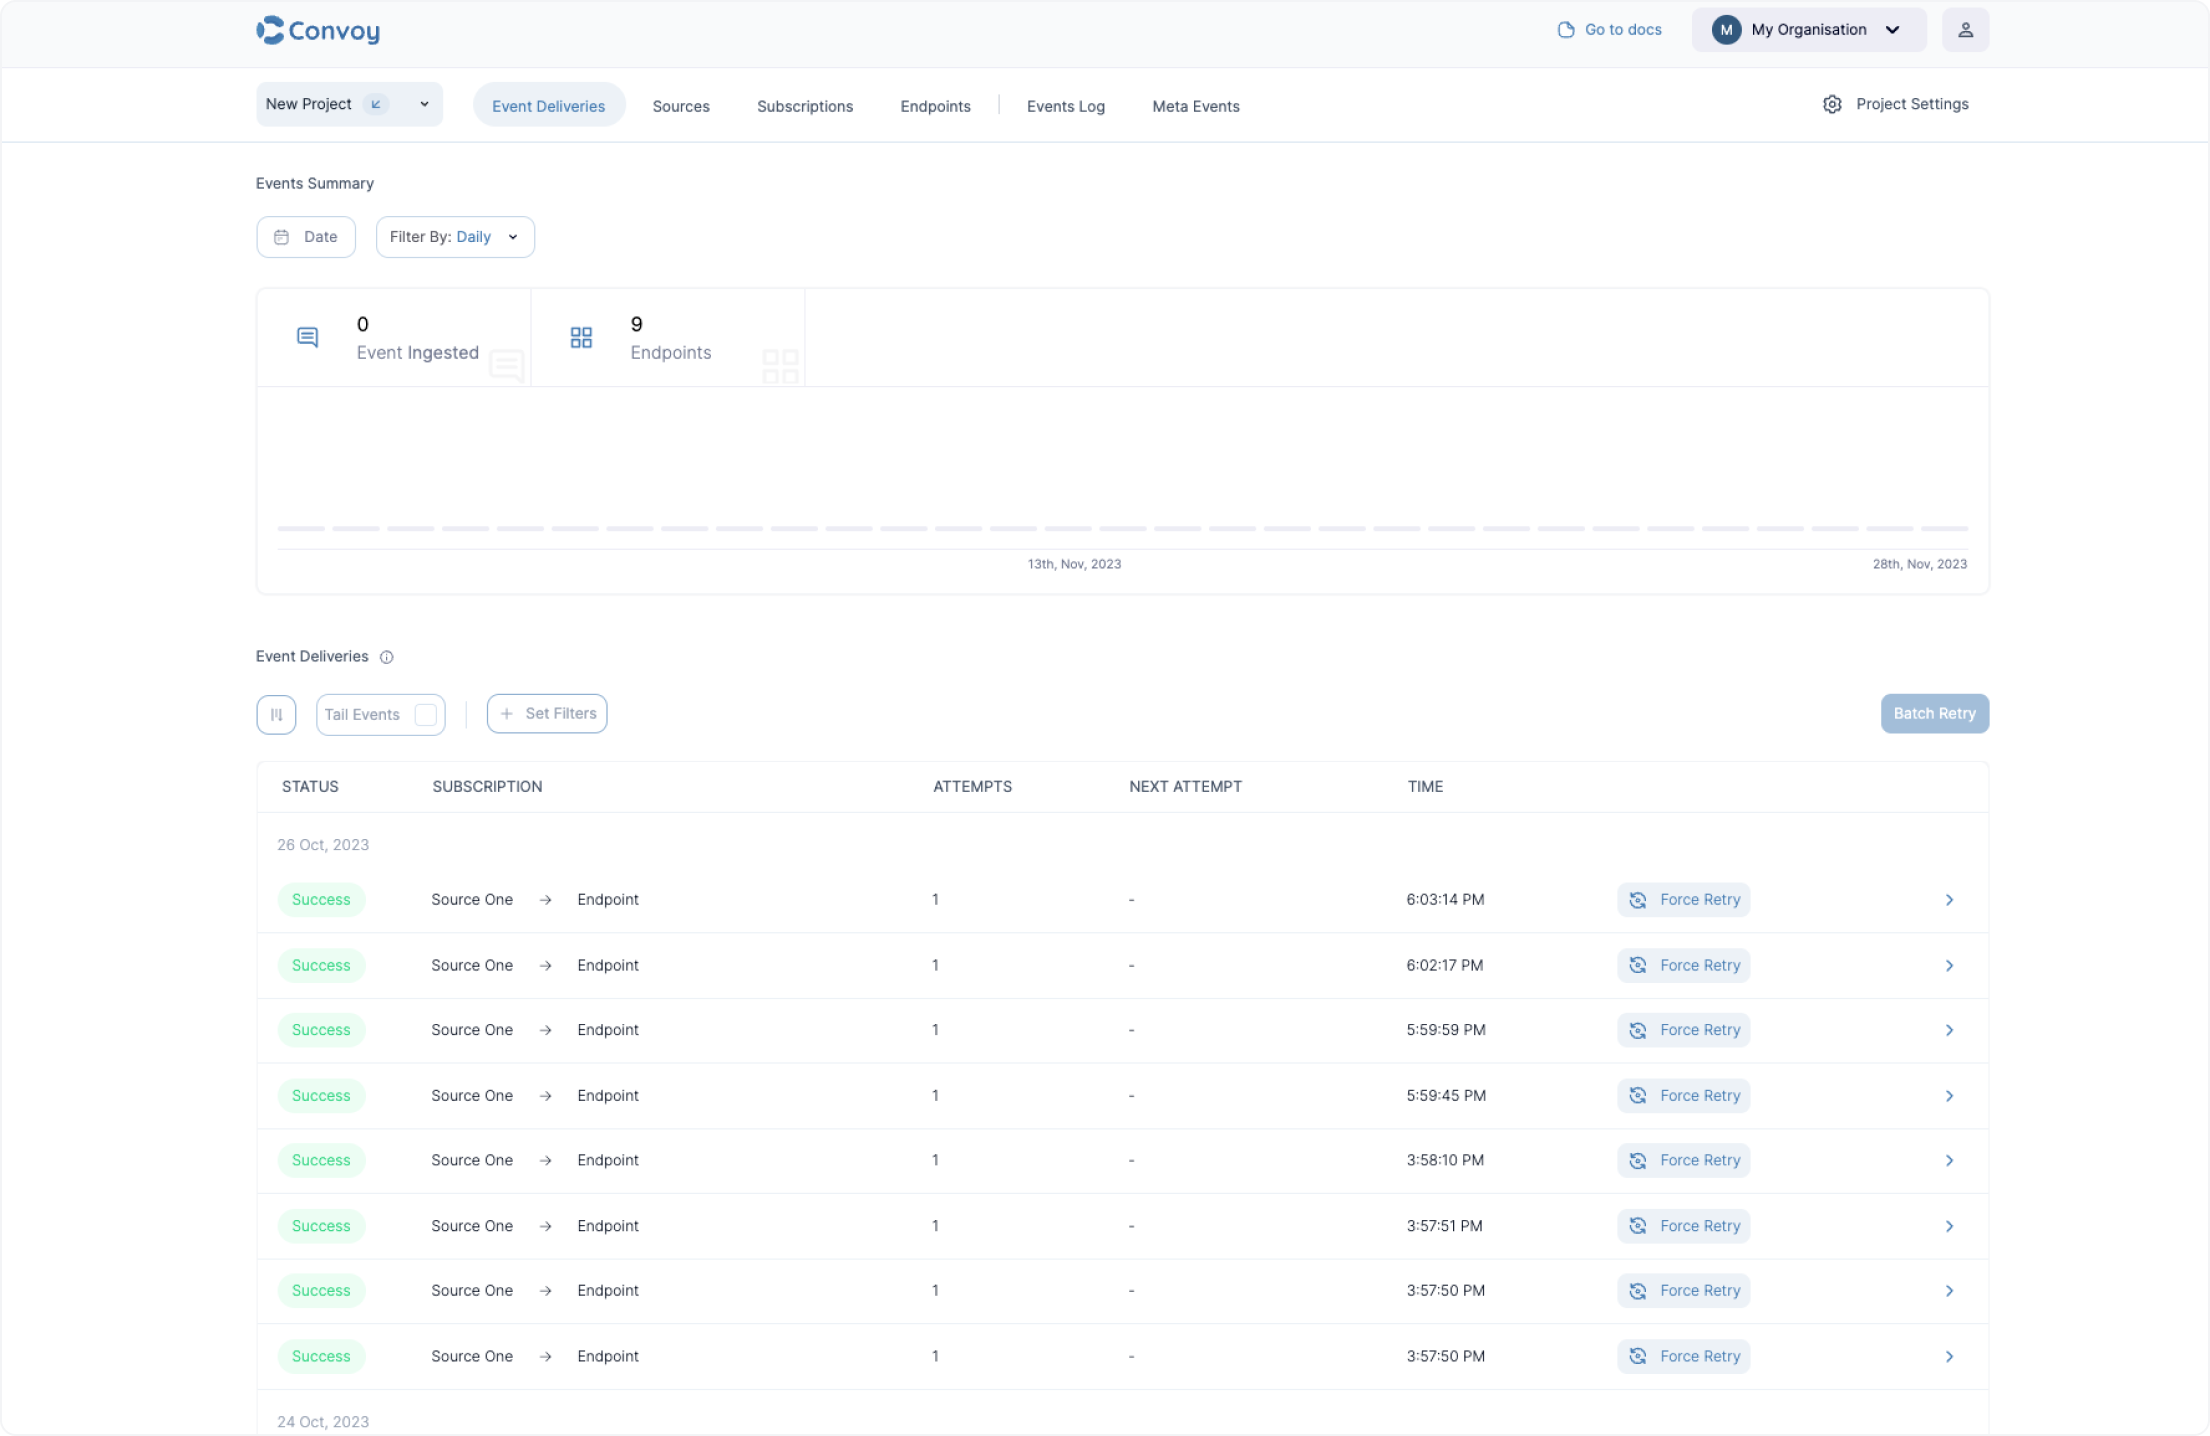 Convoy
Go to docs
M My Organisation
New Project
Event Deliveries Sources Subscriptions Endpoints Events Log Meta Events
Project Settings
Events Summary
Date
Filter By: Daily
0
Event Ingested
9
Endpoints
13th, Nov, 2023 28th, Nov, 2023
Event Deliveries
Tail Events
Set Filters
Batch Retry
STATUS SUBSCRIPTION ATTEMPTS NEXT ATTEMPT TIME
26 Oct, 2023
Success Source One → Endpoint 1 - 6:03:14 PM Force Retry
Success Source One → Endpoint 1 - 6:02:17 PM Force Retry
Success Source One → Endpoint 1 - 5:59:59 PM Force Retry
Success Source One → Endpoint 1 - 5:59:45 PM Force Retry
Success Source One → Endpoint 1 - 3:58:10 PM Force Retry
Success Source One → Endpoint 1 - 3:57:51 PM Force Retry
Success Source One → Endpoint 1 - 3:57:50 PM Force Retry
Success Source One → Endpoint 1 - 3:57:50 PM Force Retry
24 Oct, 2023